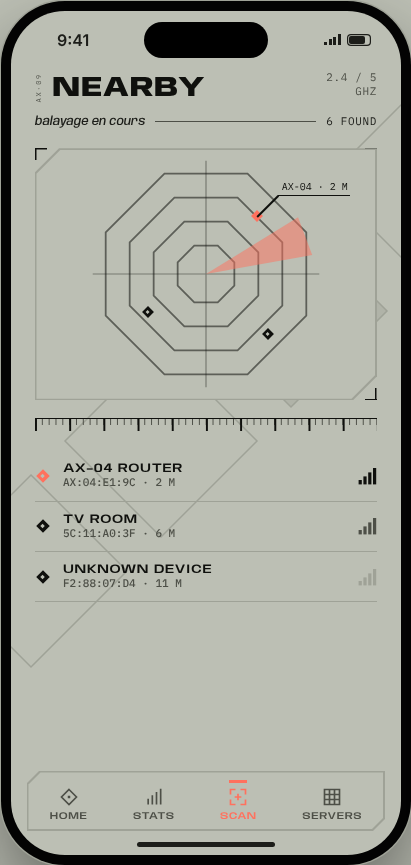 9:41
AX-09
NEARBY
2.4 / 5
GHZ
balayage en cours
6 FOUND
AX-04 · 2 M
AX-04 ROUTER
AX:04:E1:9C · 2 M
TV ROOM
5C:11:A0:3F · 6 M
UNKNOWN DEVICE
F2:88:07:D4 · 11 M
HOME
STATS
SCAN
SERVERS